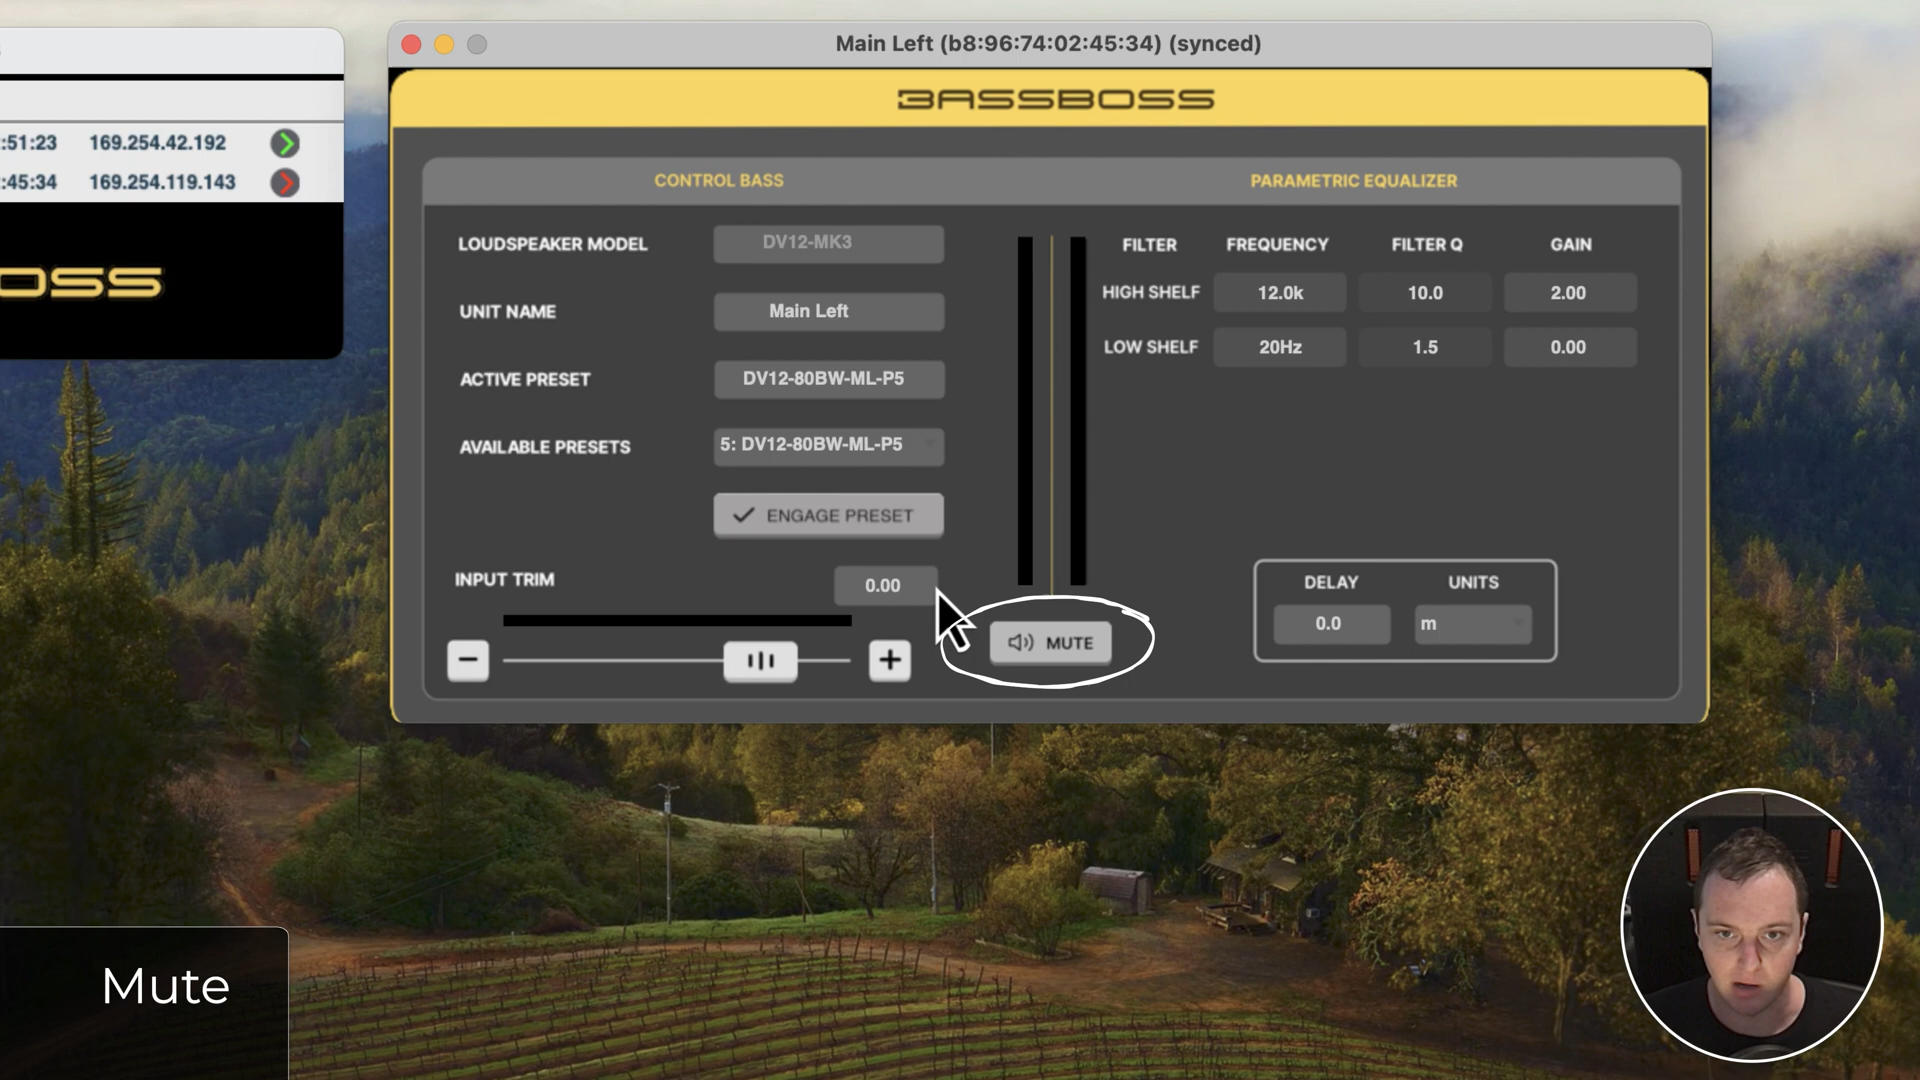 Main Left (b8:96:74:02:45:34) (synced)
BASSBOSS
:51:23 169.254.42.192
:45:34 169.254.119.143
OSS
CONTROL BASS
LOUDSPEAKER MODEL DV12-MK3
UNIT NAME Main Left
ACTIVE PRESET DV12-80BW-ML-P5
AVAILABLE PRESETS 5: DV12-80BW-ML-P5
ENGAGE PRESET
INPUT TRIM 0.00
MUTE
PARAMETRIC EQUALIZER
FILTER FREQUENCY FILTER Q GAIN
HIGH SHELF 12.0k 10.0 2.00
LOW SHELF 20Hz 1.5 0.00
DELAY UNITS
0.0 m
Mute